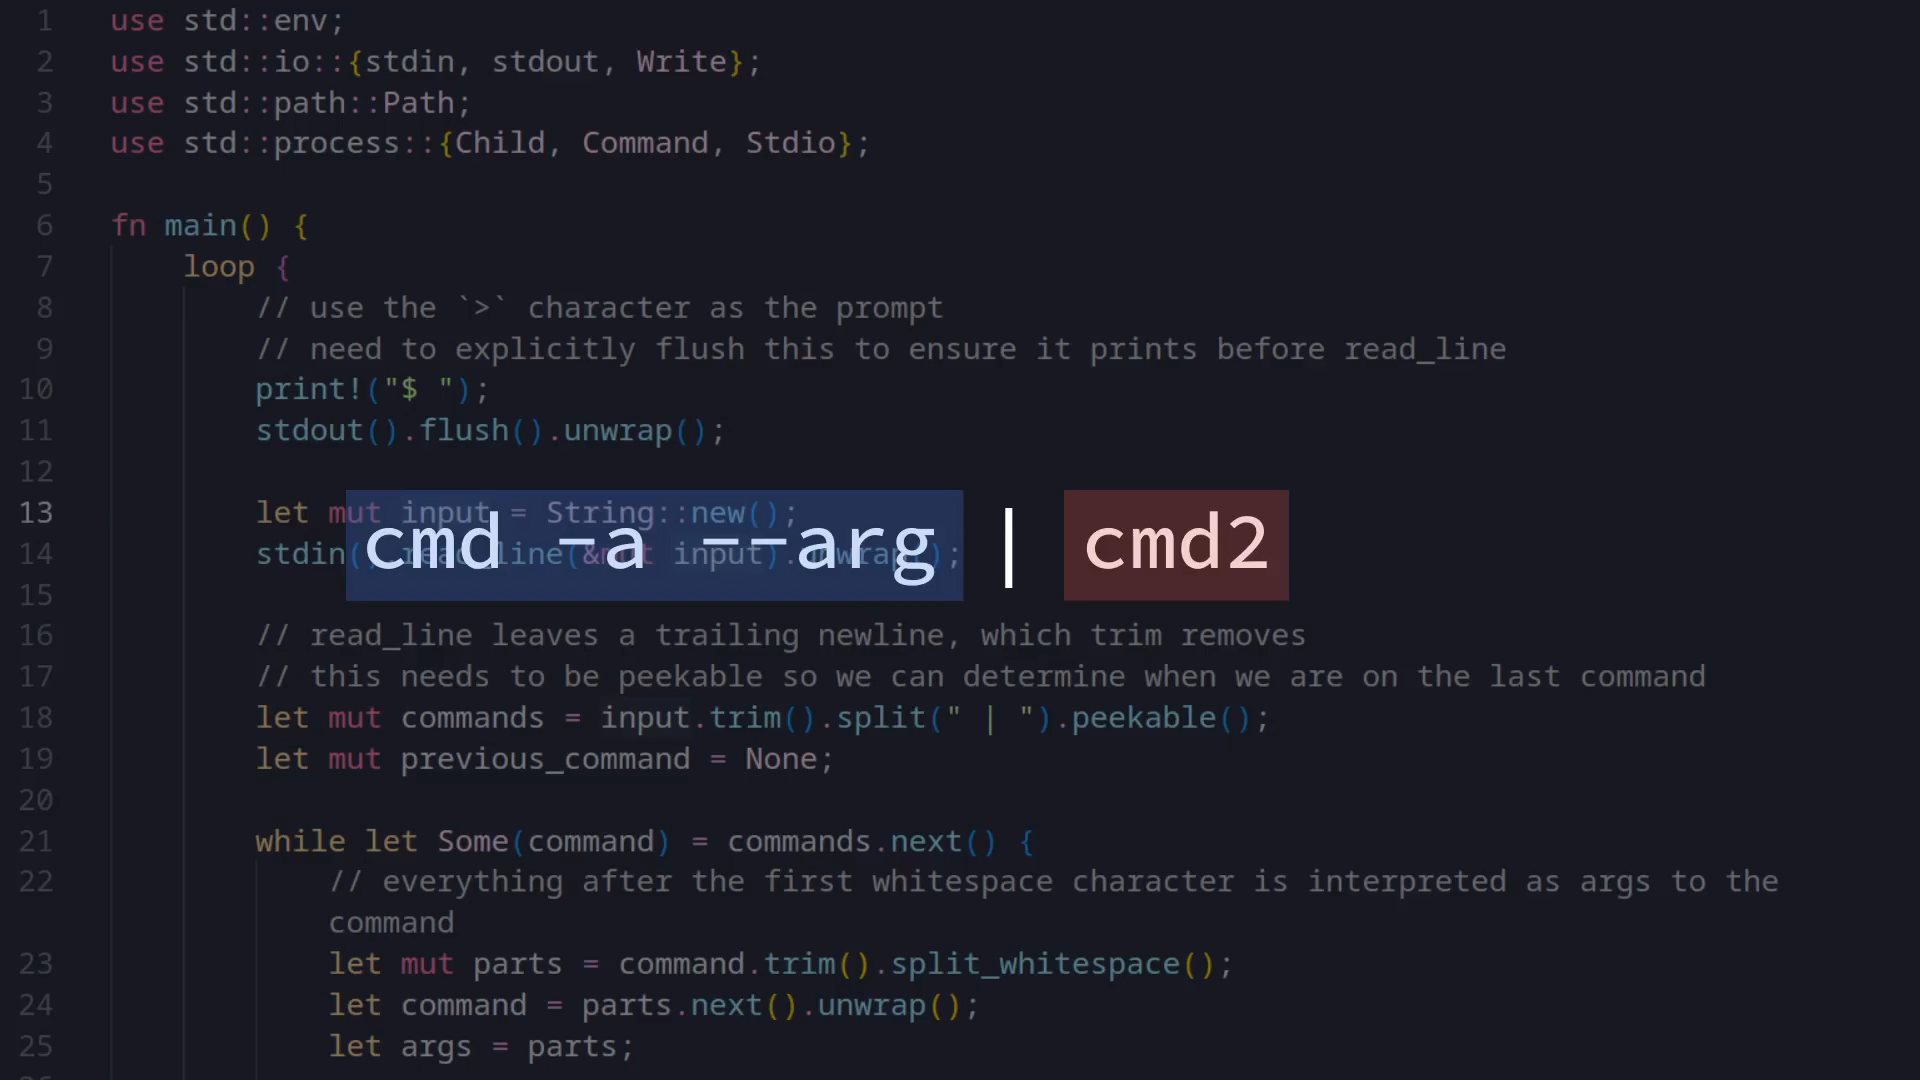 1 use std::env;
2 use std::io::{stdin, stdout, Write};
3 use std::path::Path;
4 use std::process::{Child, Command, Stdio};
5
6 fn main() {
7 loop {
8 // use the `>` character as the prompt
9 // need to explicitly flush this to ensure it prints before read_line
10 print!("$ ");
11 stdout().flush().unwrap();
12
13 let mut input = String::new();
cmd -a --arg | cmd2
14 stdin().read_line(&mut input).unwrap();
15
16 // read_line leaves a trailing newline, which trim removes
17 // this needs to be peekable so we can determine when we are on the last command
18 let mut commands = input.trim().split(" | ").peekable();
19 let mut previous_command = None;
20
21 while let Some(command) = commands.next() {
22 // everything after the first whitespace character is interpreted as args to the
command
23 let mut parts = command.trim().split_whitespace();
24 let command = parts.next().unwrap();
25 let args = parts;